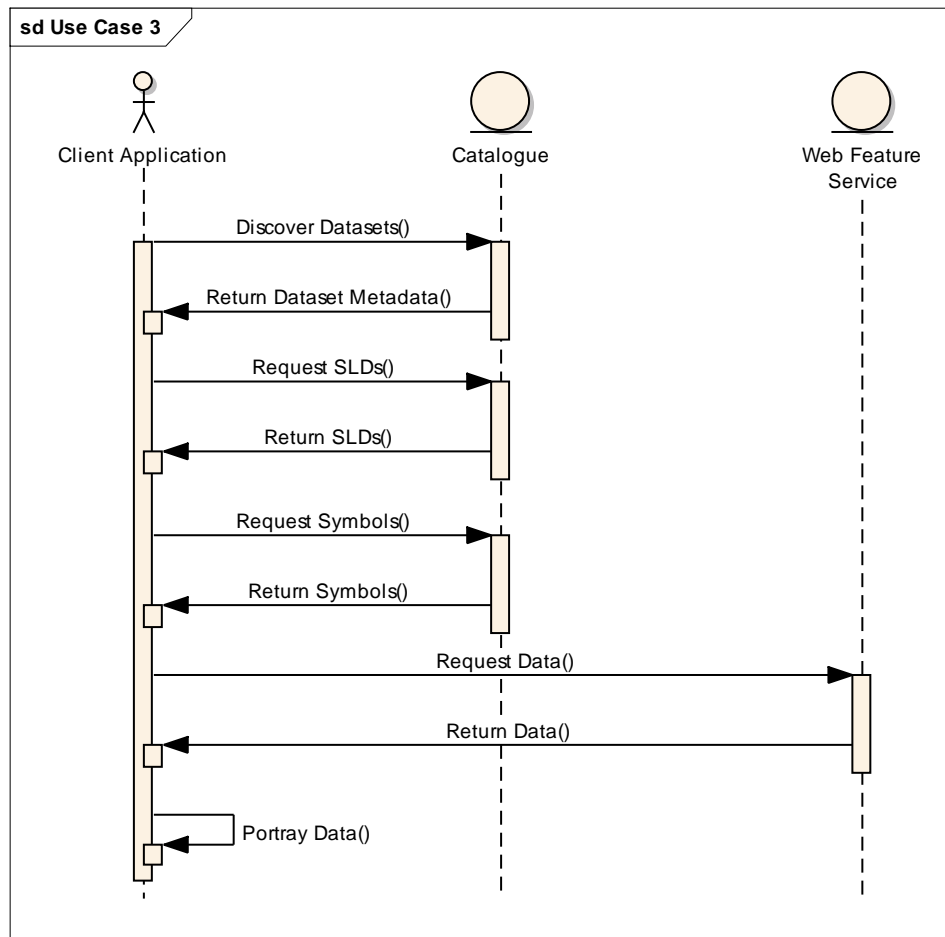 sd Use Case 3
Client Application
Catalogue
Web Feature
Service
Discover Datasets()
Return Dataset Metadata()
Request SLDs()
Return SLDs()
Request Symbols()
Return Symbols()
Request Data()
Return Data()
Portray Data()